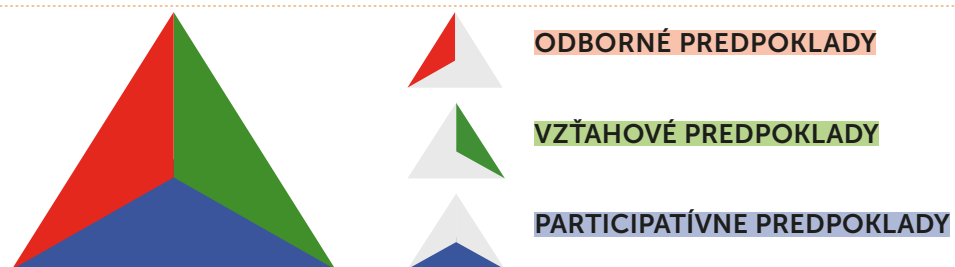 ODBORNÉ PREDPOKLADY
VZŤAHOVÉ PREDPOKLADY
PARTICIPATÍVNE PREDPOKLADY